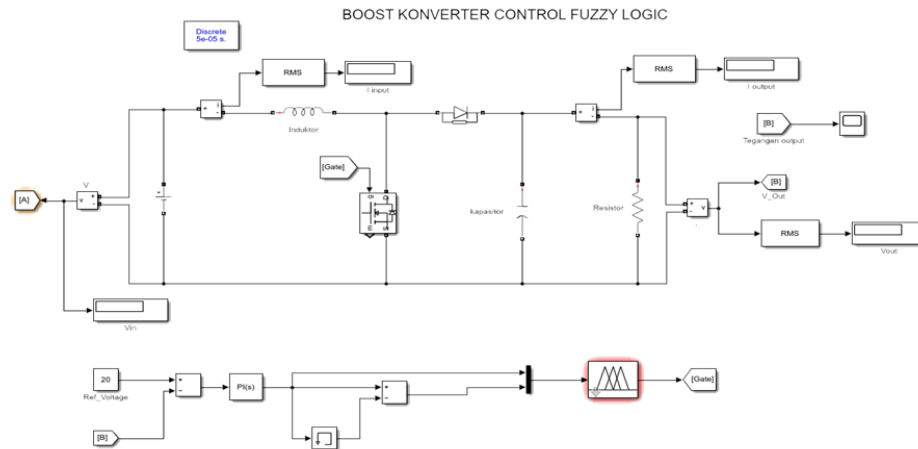 BOOST KONVERTER CONTROL FUZZY LOGIC
Discrete
5e-05 s.
RMS
I input
RMS
I output
i
+
-
Induktor
i
+
-
[B]
Tegangan output
[Gate]
V
[A]
v
+
-
+
g
D
m
S
kapasitor
Resistor
+
-
v
[B]
V_Out
RMS
Vout
Vin
20
Ref_Voltage
+
-
PI(s)
+
-
[Gate]
[B]